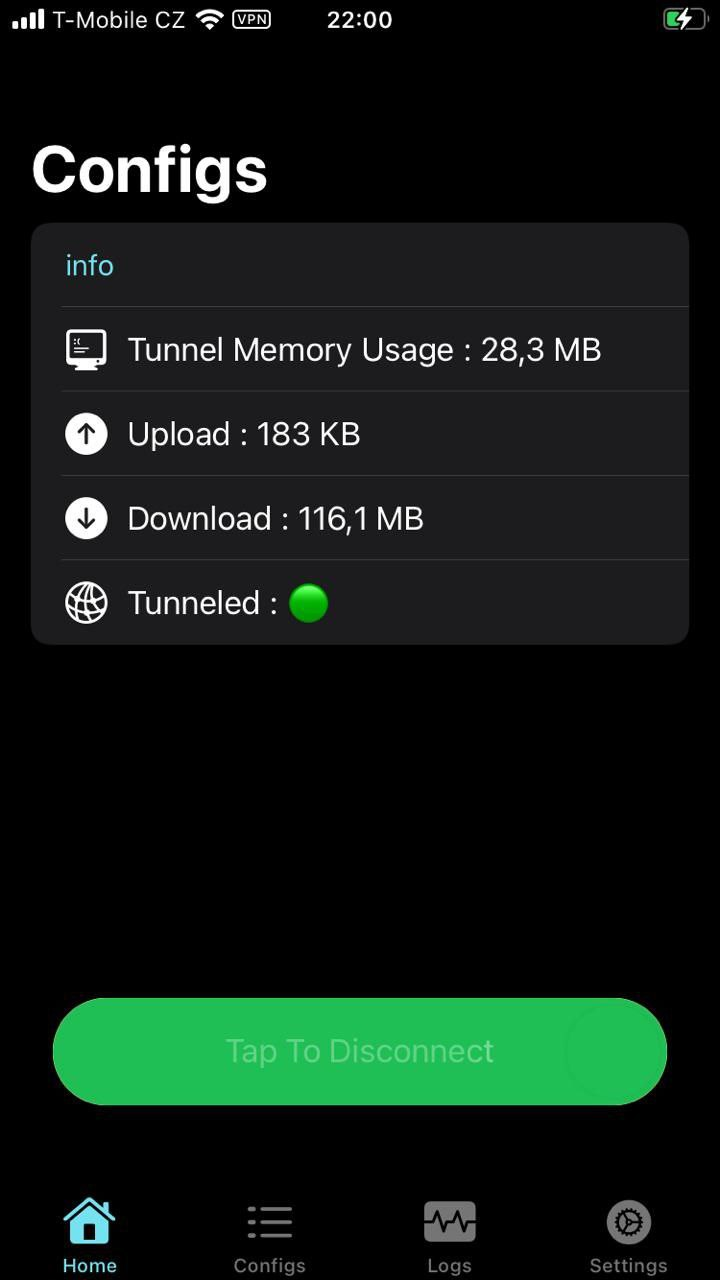 T-Mobile CZ VPN 22:00
Configs
info
Tunnel Memory Usage : 28,3 MB
Upload : 183 KB
Download : 116,1 MB
Tunneled :
Tap To Disconnect
Home Configs Logs Settings